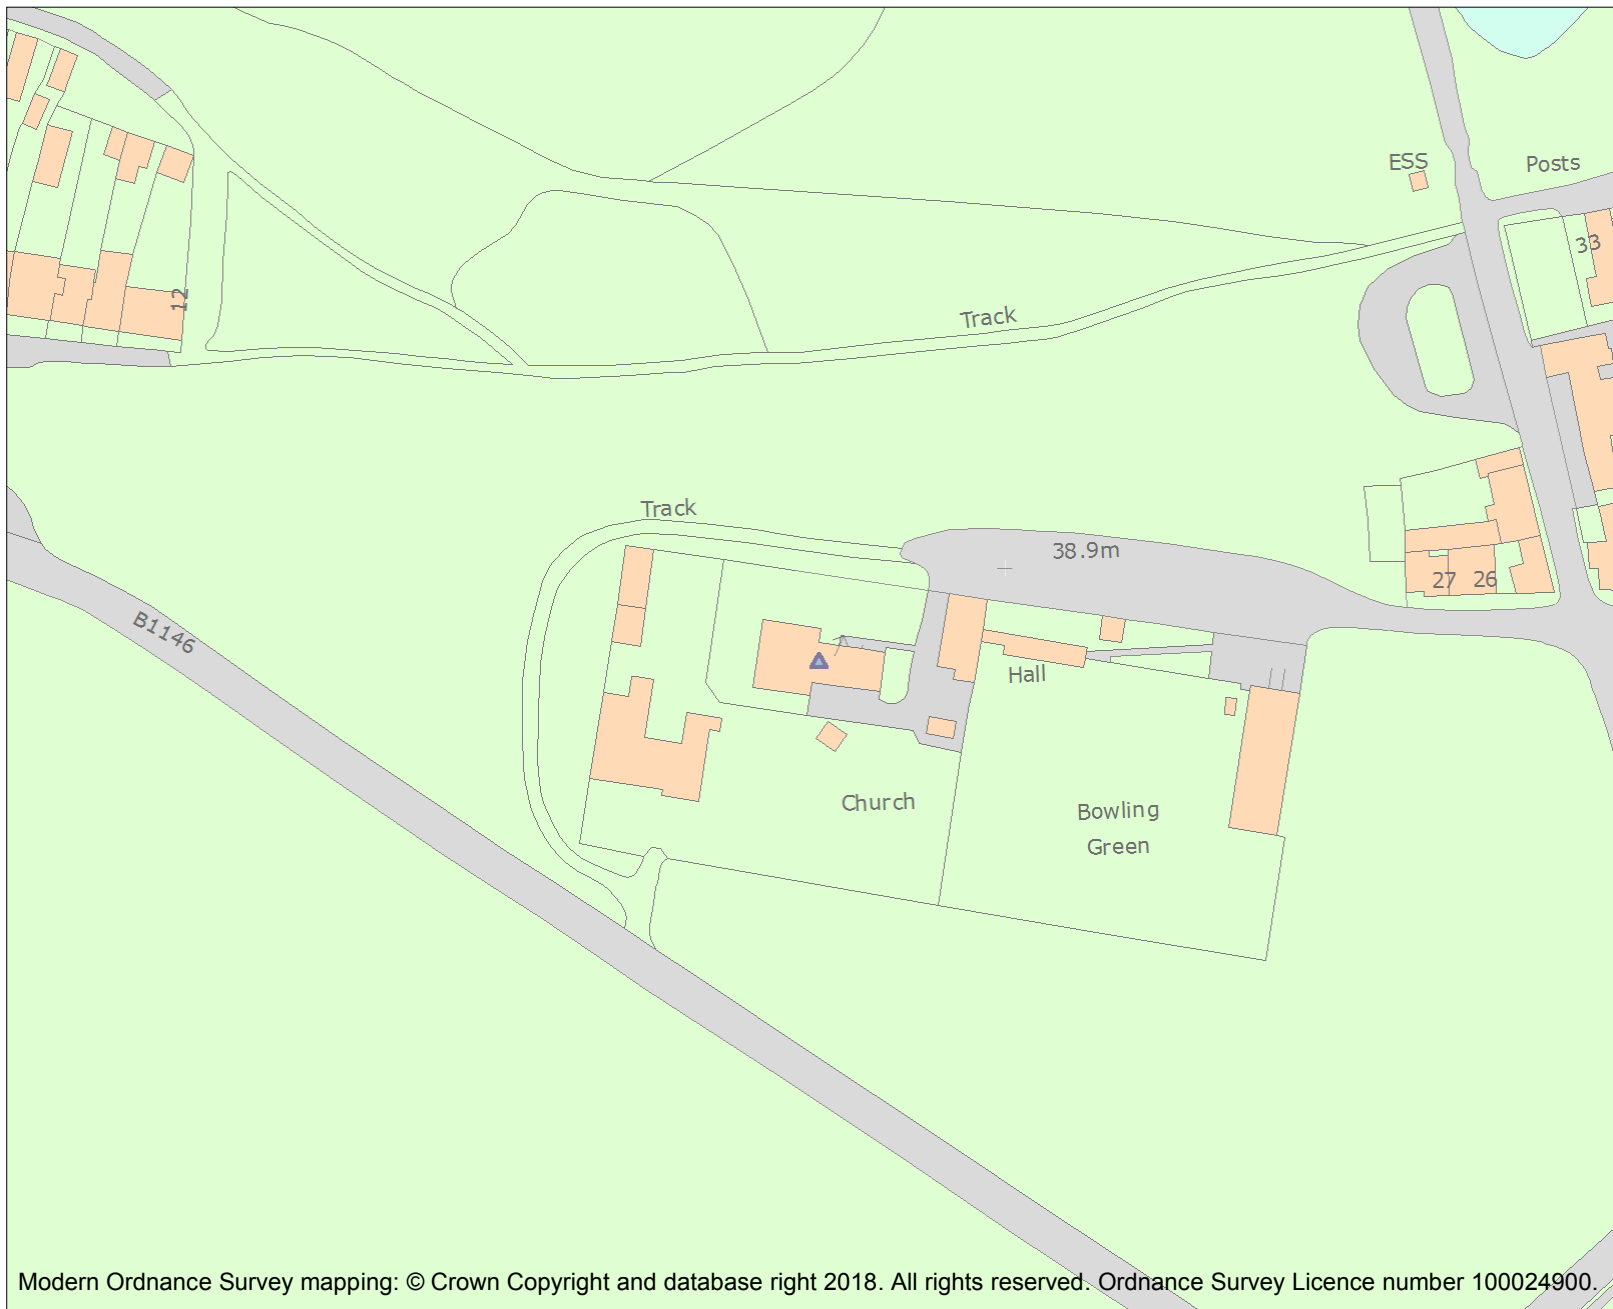 ESS
Posts
33
12
Track
Track
38.9m
27
26
B1146
Hall
Church
Bowling
Green
Modern Ordnance Survey mapping: © Crown Copyright and database right 2018. All rights reserved. Ordnance Survey Licence number 100024900.